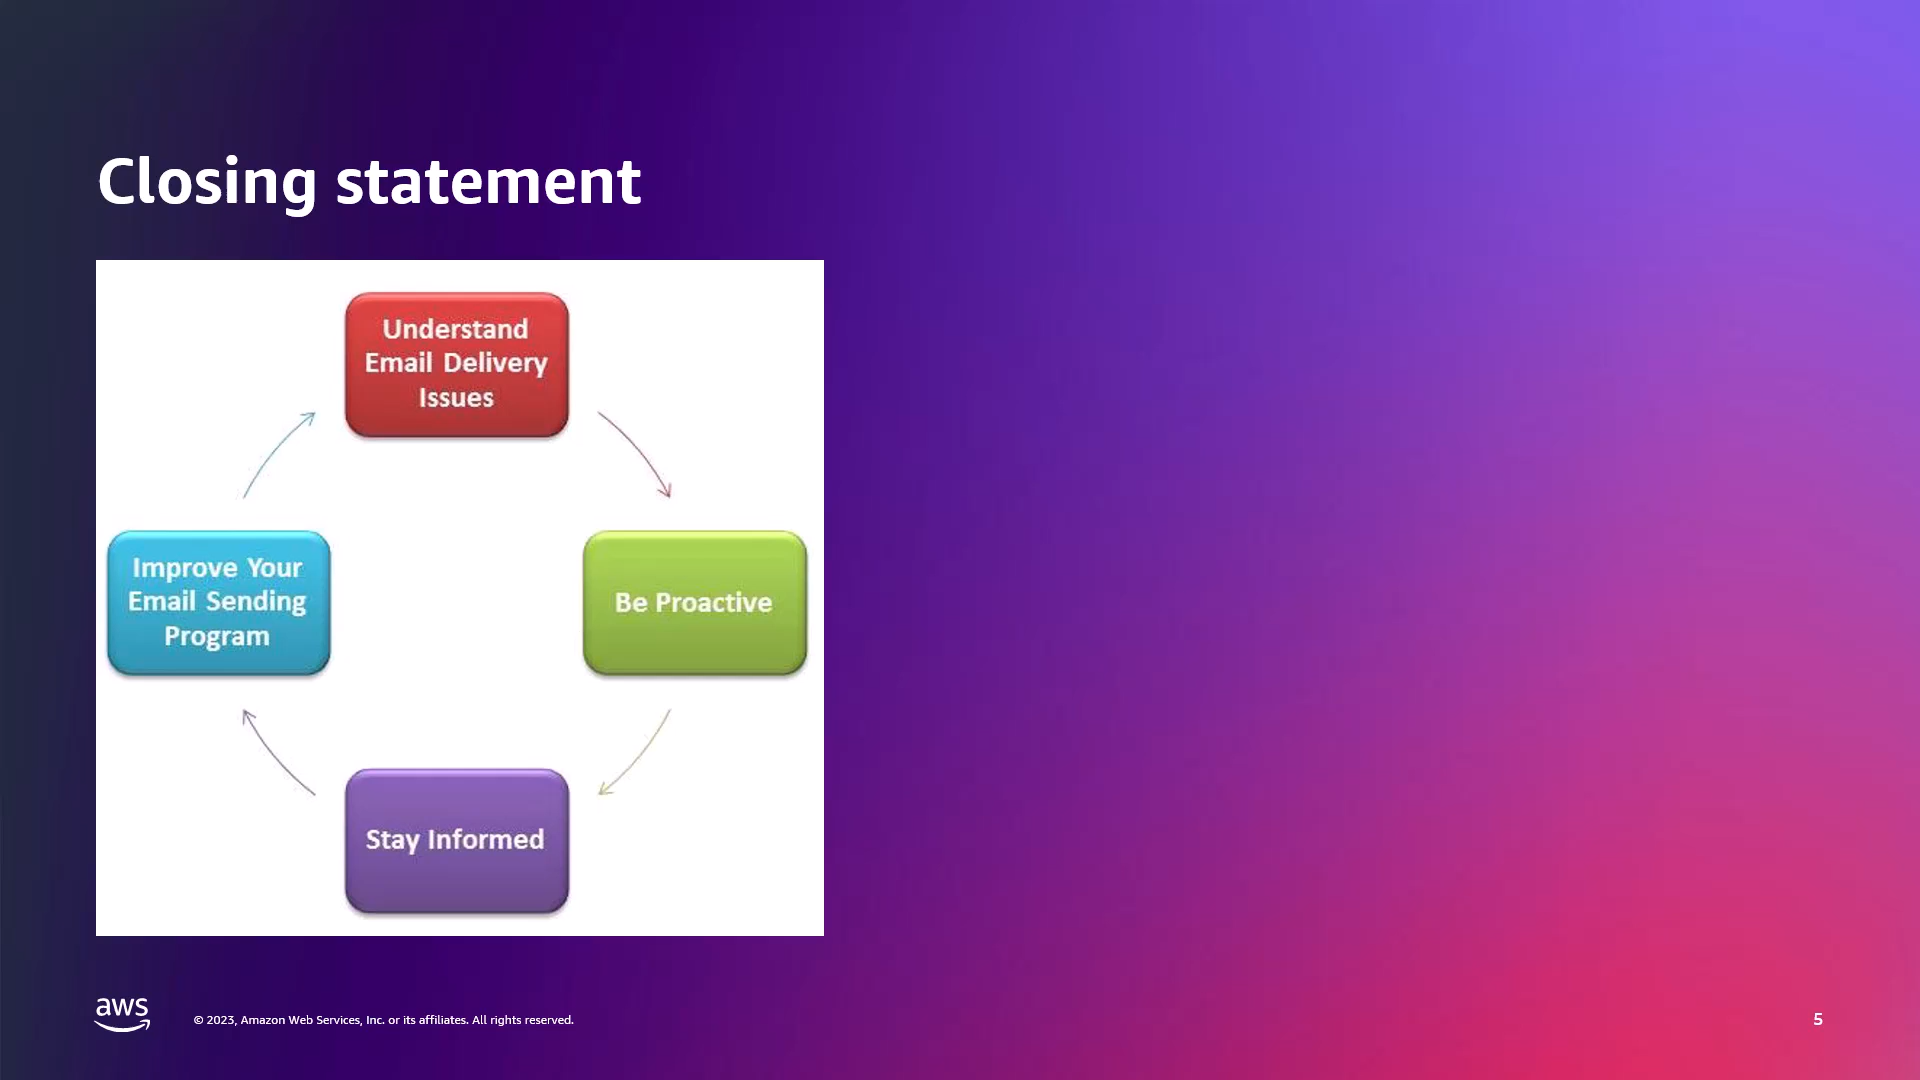 Closing statement
Understand
Email Delivery
Issues
Improve Your
Email Sending
Program
Be Proactive
Stay Informed
aws
© 2023, Amazon Web Services, Inc. or its affiliates. All rights reserved.
5